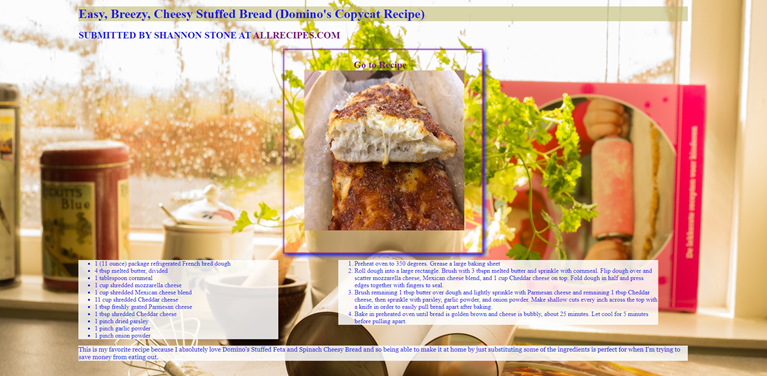 Easy, Breezy, Cheesy Stuffed Bread (Domino's Copycat Recipe)
SUBMITTED BY SHANNON STONE AT ALLRECIPES.COM
Go to Recipe
1 (11 ounce) package refrigerated French bred dough
4 tbsp melted butter, divided
1 tablespoon cornmeal
1 cup shredded mozzarella cheese
1 cup shredded Mexican cheese blend
11 cup shredded Cheddar cheese
1 tbsp freshly grated Parmesan cheese
1 tbsp shredded Cheddar cheese
1 pinch dried parsley
1 pinch garlic powder
1 pinch onion powder
1. Preheat oven to 350 degrees. Grease a large baking sheet
2. Roll dough into a large rectangle. Brush with 3 tbspn melted butter and sprinkle with cornmeal. Flip dough over and
scatter mozzarella cheese, Mexican cheese blend, and 1 cup Cheddar cheese on top. Fold dough in half and press
edges together with fingers to seal.
3. Brush remaining 1 tbsp butter over dough and lightly sprinkle with Parmesan cheese and remaining 1 tbsp Cheddar
cheese, then sprinkle with parsley, garlic powder, and onion powder. Make shallow cuts every inch across the top with
a knife in order to easily pull bread apart after baking.
4. Bake in preheated oven until bread is golden brown and cheese is bubbly, about 25 minutes. Let cool for 5 minutes
before pulling apart.
This is my favorite recipe because I absolutely love Domino's Stuffed Feta and Spinach Cheesy Bread and so being able to make it at home by just substituting some of the ingredients is perfect for when I'm trying to
save money from eating out.
Blue
De lekkerste recepten voor kinderen